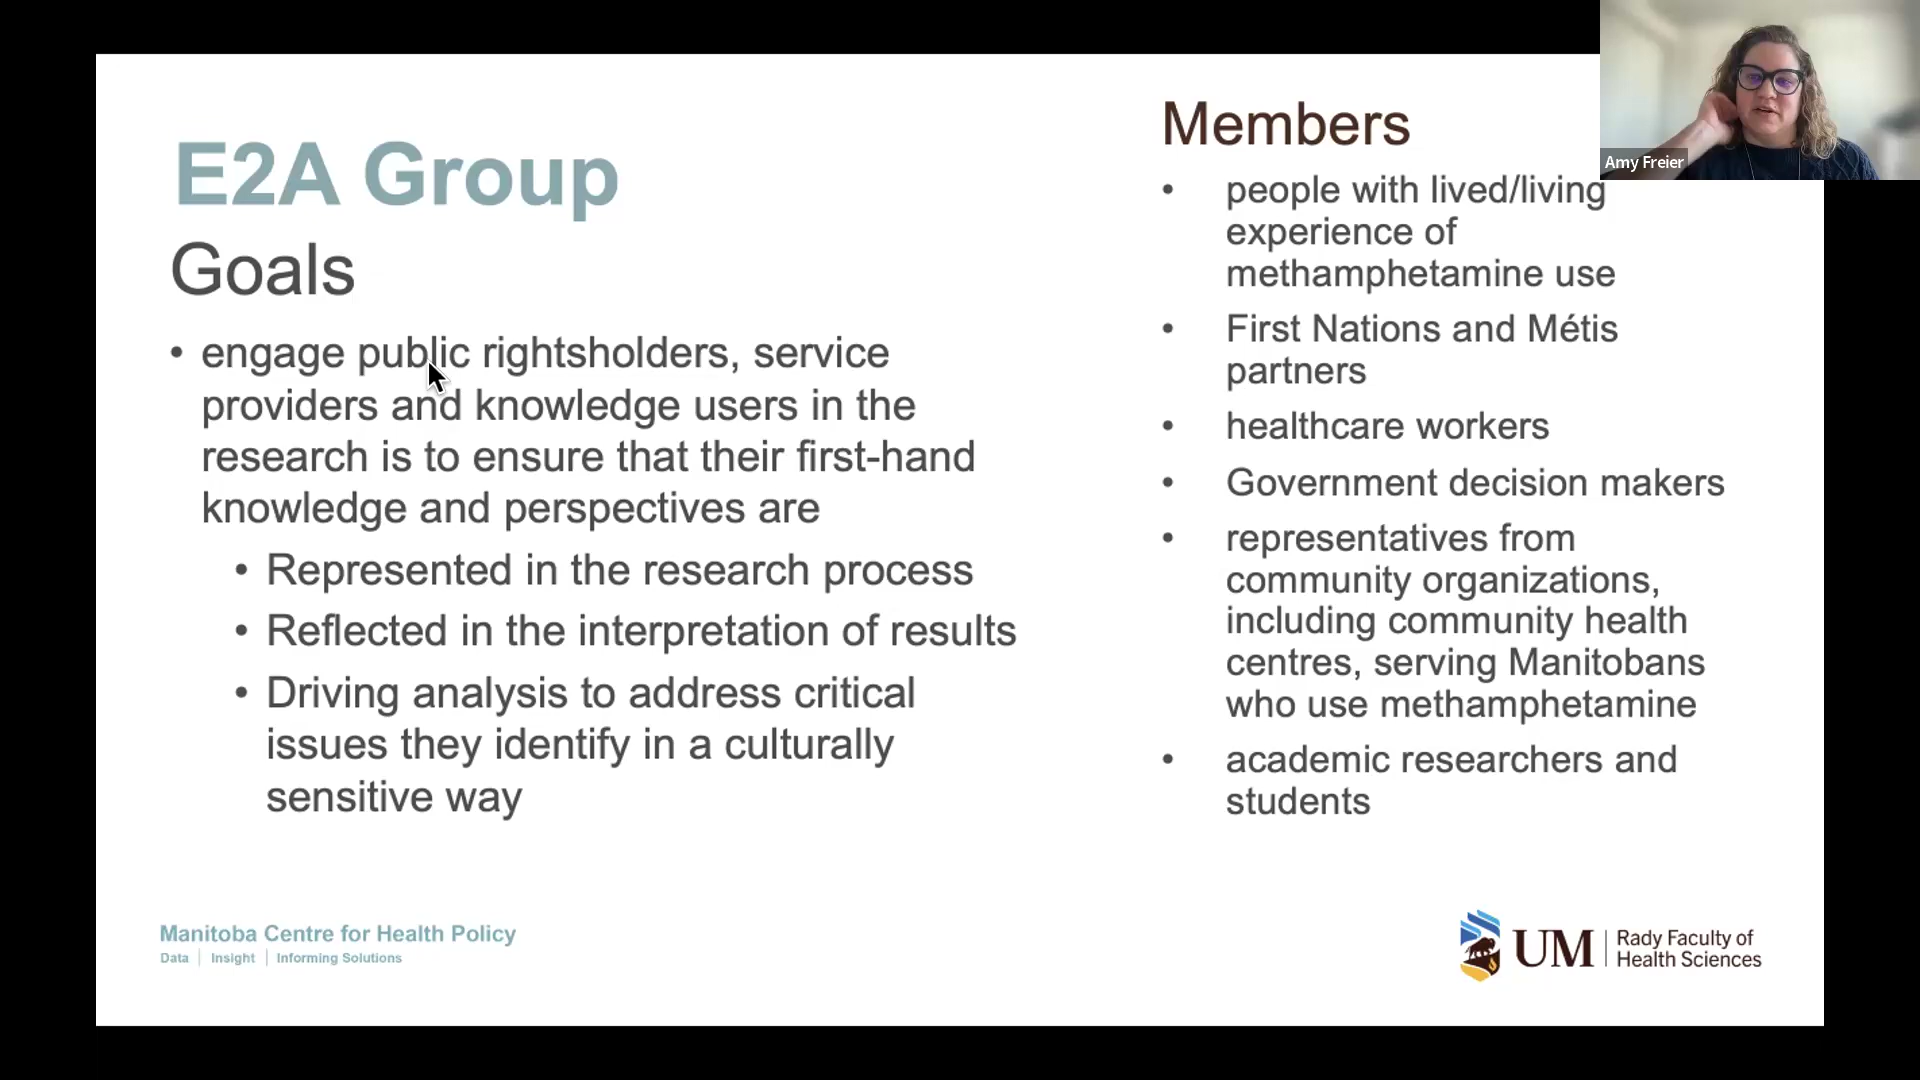 E2A Group
Goals
• engage public rightsholders, service
providers and knowledge users in the
research is to ensure that their first-hand
knowledge and perspectives are
• Represented in the research process
• Reflected in the interpretation of results
• Driving analysis to address critical
issues they identify in a culturally
sensitive way
Members
• people with lived/living
experience of
methamphetamine use
• First Nations and Métis
partners
• healthcare workers
• Government decision makers
• representatives from
community organizations,
including community health
centres, serving Manitobans
who use methamphetamine
• academic researchers and
students
Amy Freier
Manitoba Centre for Health Policy
Data | Insight | Informing Solutions
UM | Rady Faculty of
Health Sciences